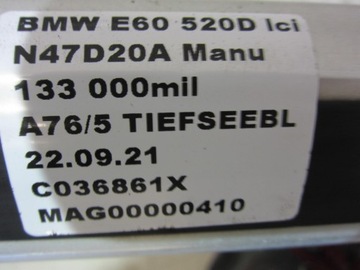 BMW E60 520D lci
N47D20A Manu
133 000mil
A76/5 TIEFSEEBL
22.09.21
C036861X
MAG00000410